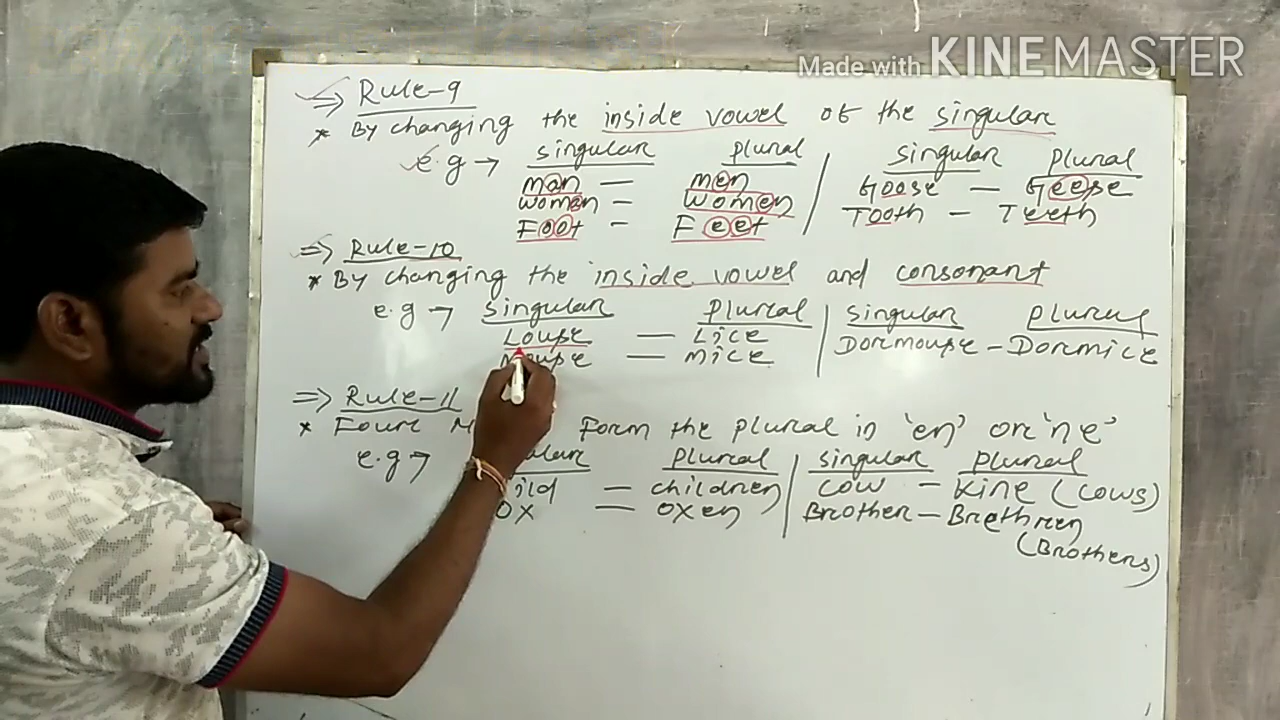 Made with KINEMASTER
⇒ Rule-9
* By changing the inside vowel of the singular
e.g → singular plural / singular plural
man = men Goose - Geese
women - Women Tooth - Teeth
Foot = Feet
⇒ Rule-10
* By changing the inside vowel and consonant
e.g → singular plural | singular plural
Louse = Lice Dormouse - Dormice
Mouse = Mice
⇒ Rule-11
* Four Form the plural in 'en' or 'ne'
e.g → plural | singular plural
= children cow - Kine (cows)
OX = Oxen Brother - Brethren
(Brothers)